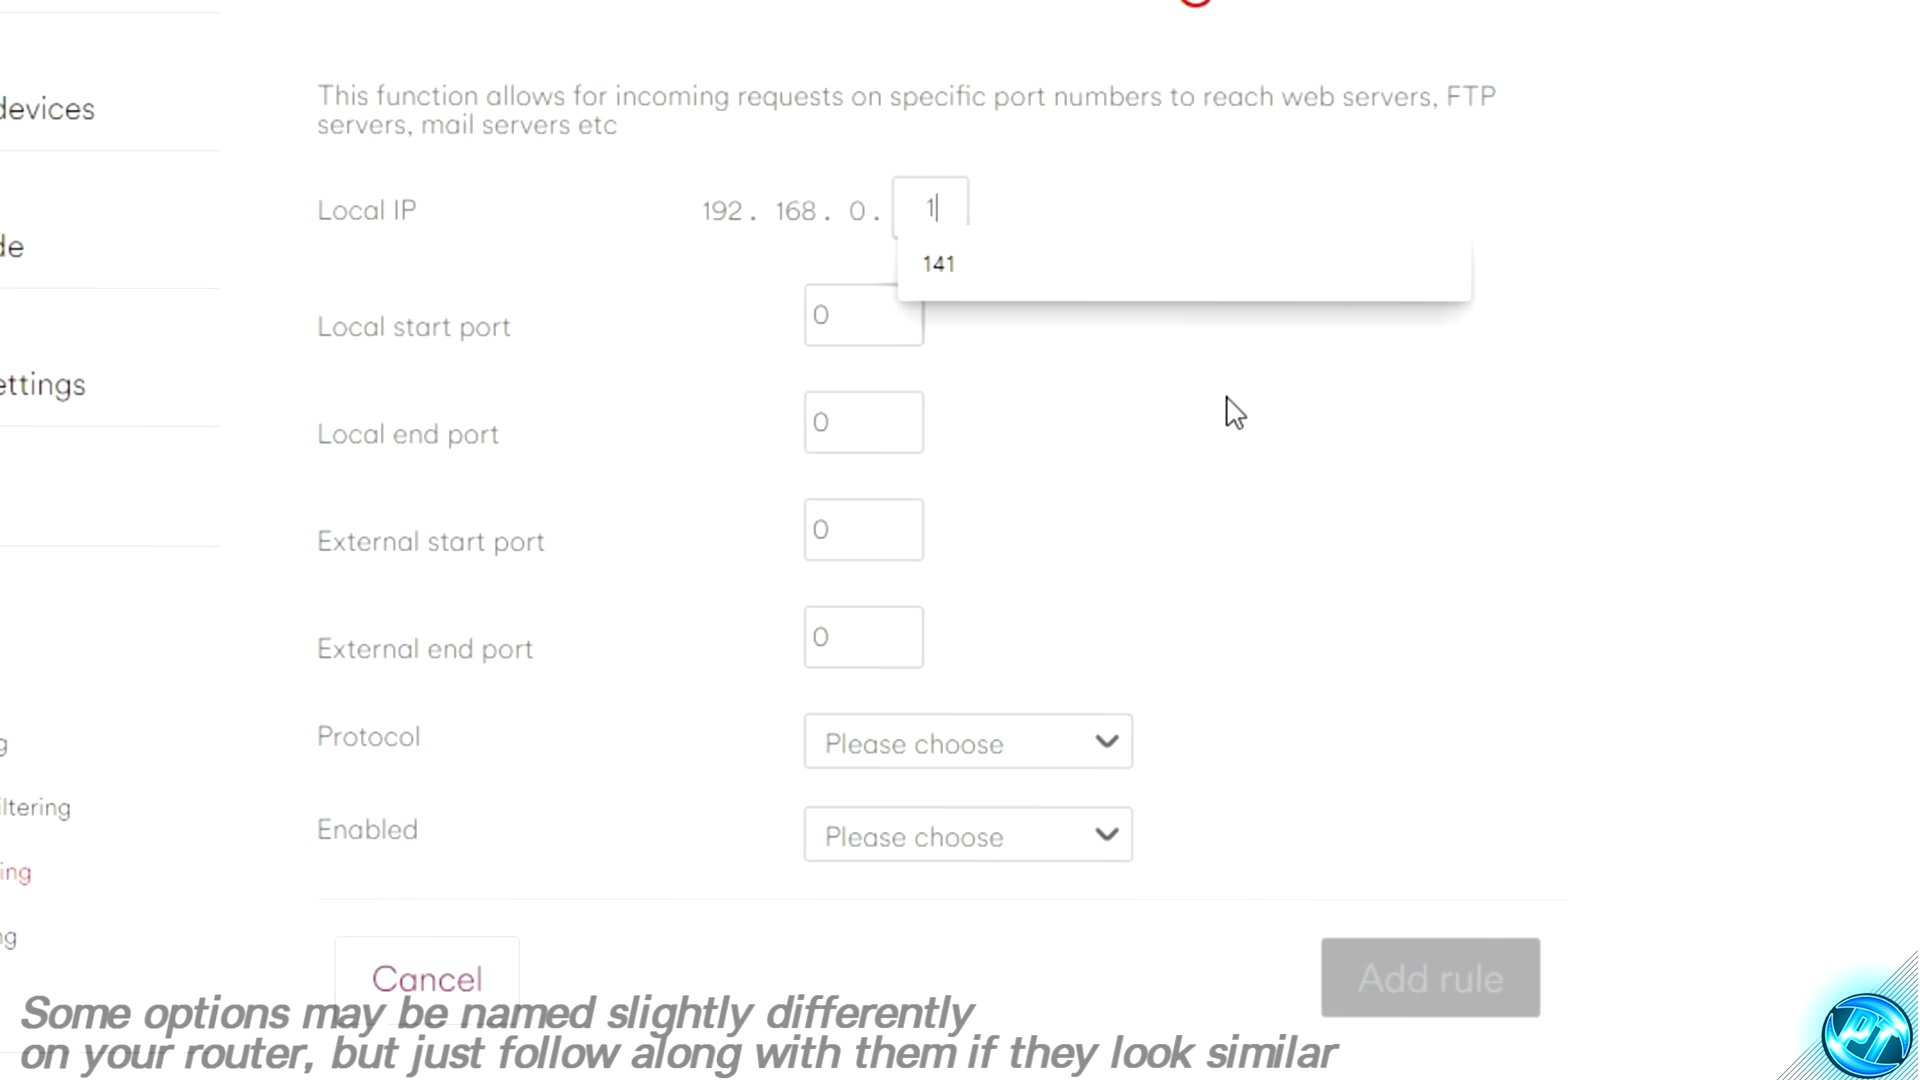 This function allows for incoming requests on specific port numbers to reach web servers, FTP
servers, mail servers etc
devices
Local IP
192. 168. 0. 1
de
141
Local start port
0
ettings
Local end port
0
External start port
0
External end port
0
Protocol
Please choose
g
iltering
Enabled
Please choose
ing
ng
Cancel
Add rule
Some options may be named slightly differently
on your router, but just follow along with them if they look similar